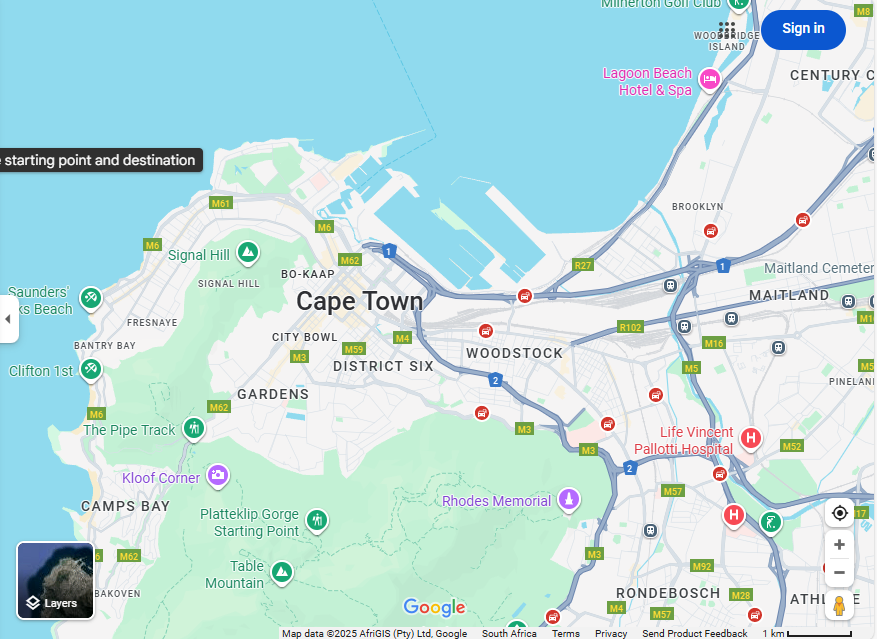 Milnerton Golf Club
M8
WOODBRIDGE
ISLAND
Sign in
Lagoon Beach
Hotel & Spa
CENTURY C
starting point and destination
BROOKLYN
M61
M6
M6
Signal Hill
M62
1
BO-KAAP
SIGNAL HILL
R27
1
Maitland Cemeter
MAITLAND
Saunders'
ks Beach
Cape Town
FRESNAYE
BANTRY BAY
CITY BOWL
M3
M59
M4
DISTRICT SIX
WOODSTOCK
R102
M16
M5
PINELAN
Clifton 1st
GARDENS
2
M62
M6
The Pipe Track
M3
M3
Life Vincent
Pallotti Hospital
M52
2
Kloof Corner
CAMPS BAY
Rhodes Memorial
M57
Platteklip Gorge
Starting Point
M17
Table
Mountain
M62
6
BAKOVEN
Layers
M3
M92
RONDEBOSCH
M28
M4
M57
ATHL
Google
Map data ©2025 AfriGIS (Pty) Ltd, Google South Africa Terms Privacy Send Product Feedback 1 km